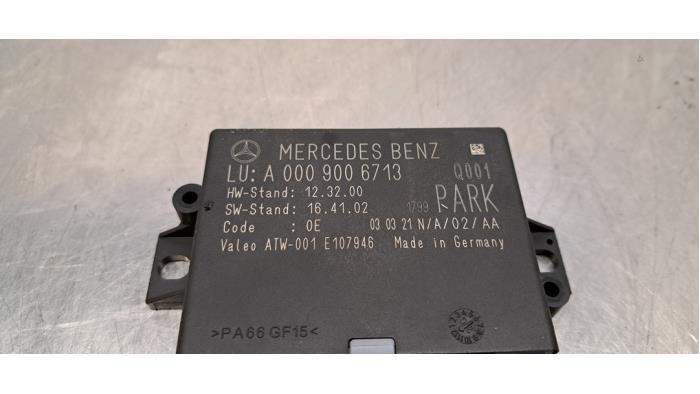 MERCEDES BENZ
LU: A 000 900 6713 Q001
HW-Stand: 12.32.00
SW-Stand: 16.41.02 1799 PARK
Code : 0E 03 03 21 N/A/02/AA
Valeo ATW-001 E107946 Made in Germany
>PA66 GF15<